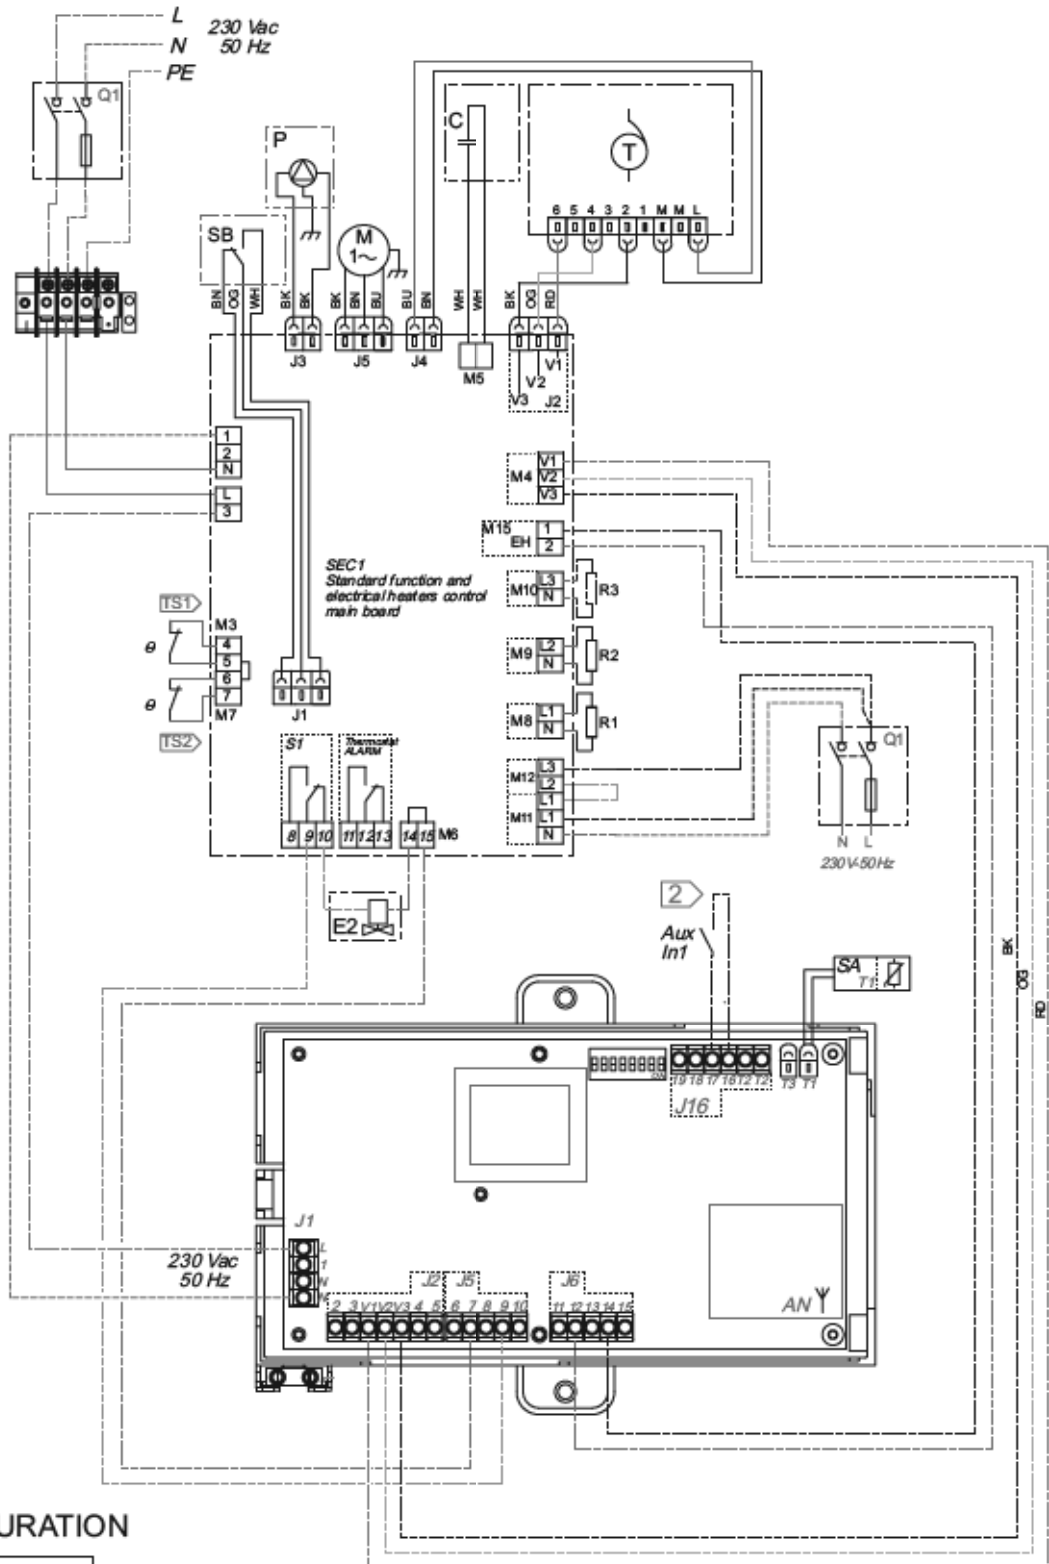 L
230 Vac
N
50 Hz
PE
Q1
P
C
T
SB
M
1~
6 5 4 3 2 1 M M L
BN
OG
WH
BK
BK
BK
BN
BU
BU
BN
WH
WH
BK
OG
RD
J3
J5
J4
M5
V1
V2
V3
J2
1
2
N
L
3
M4
V1
V2
V3
M15
EH
1
2
SEC1
Standard function and
electrical heaters control
main board
M10
L3
N
R3
TS1
θ
M3
4
5
6
7
M7
θ
TS2
M9
L2
N
R2
J1
M8
L1
N
R1
S1
Thermostat
ALARM
M12
L3
L2
L1
M11
L1
N
Q1
8 9 10
11 12 13
14 15
M6
N L
230V-50Hz
E2
2
Aux
In1
SA
T1
BK
OG
RD
ON
19 18 17 16 T2 T2
T3 T1
J16
J1
L
1
N
N
230 Vac
50 Hz
J2
J5
J6
2 3 V1 V2 V3 4 5 6 7 8 9 10
11 12 13 14 15
AN
URATION